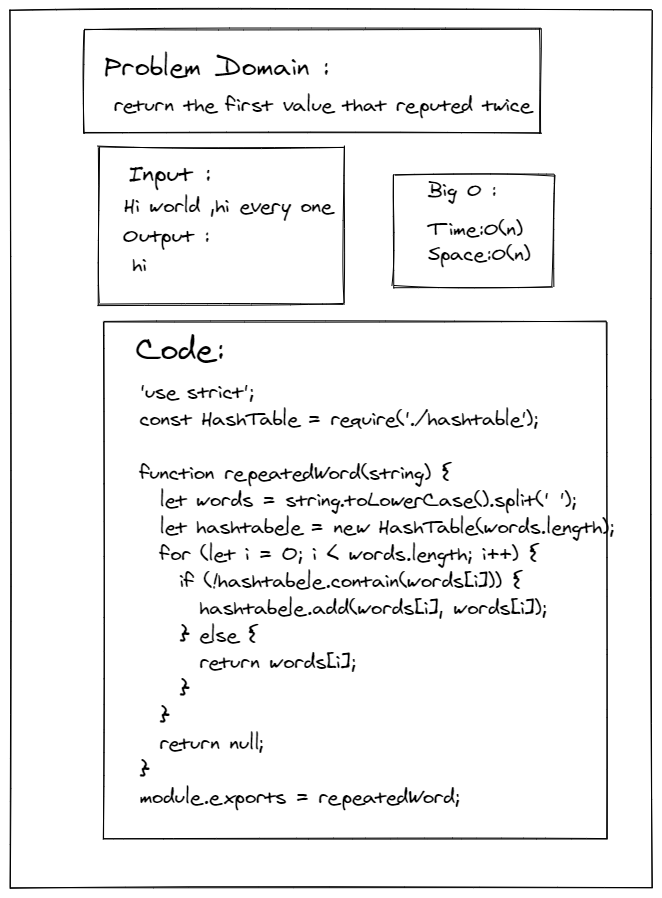 Problem Domain :
return the first value that reputed twice
Input :
Hi world ,hi every one
Output :
hi
Big O :
Time:O(n)
Space:O(n)
Code:
'use strict';
const HashTable = require('./hashtable');
function repeatedWord(string) {
let words = string.toLowerCase().split(' ');
let hashtabele = new HashTable(words.length);
for (let i = 0; i < words.length; i++) {
if (!hashtabele.contain(words[i])) {
hashtabele.add(words[i], words[i]);
} else {
return words[i];
}
}
return null;
}
module.exports = repeatedWord;